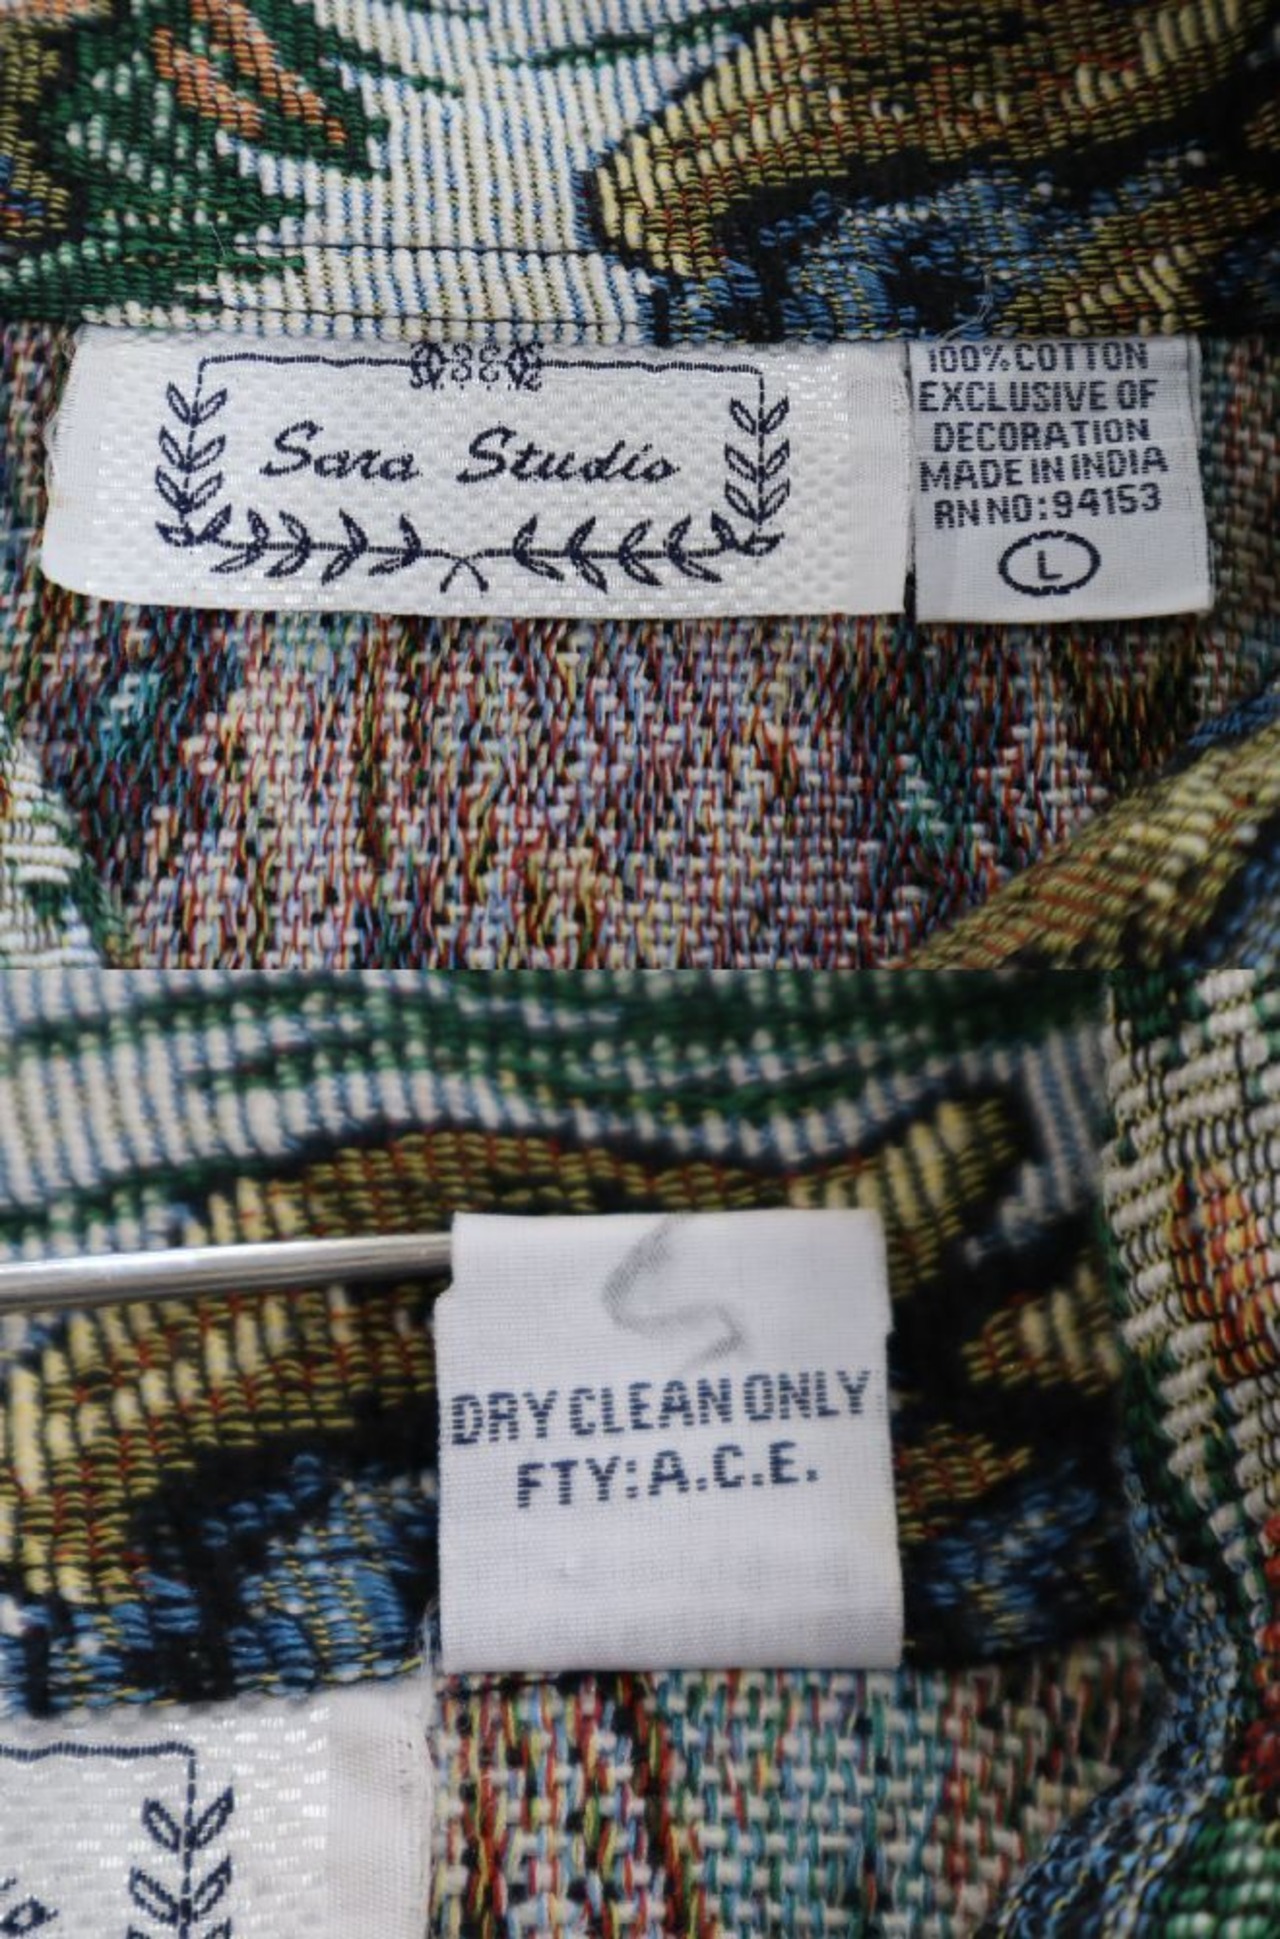 Sara Studio
100% COTTON
EXCLUSIVE OF
DECORATION
MADE IN INDIA
RN NO: 94153
L
DRY CLEAN ONLY
FTY: A.C.E.